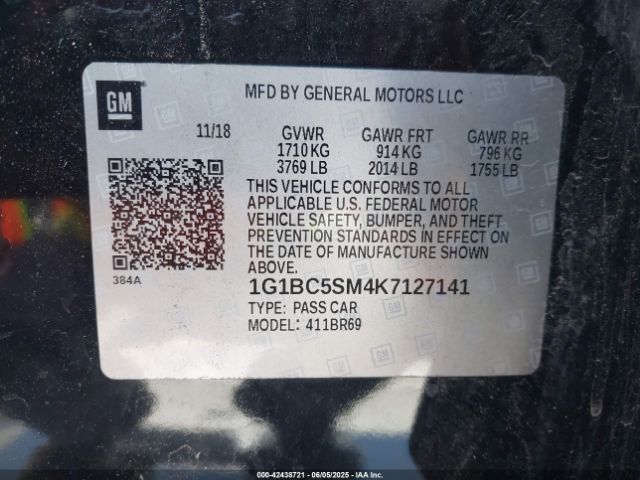 GM
MFD BY GENERAL MOTORS LLC
11/18 GVWR GAWR FRT GAWR RR
1710 KG 914 KG 796 KG
3769 LB 2014 LB 1755 LB
THIS VEHICLE CONFORMS TO ALL
APPLICABLE U.S. FEDERAL MOTOR
VEHICLE SAFETY, BUMPER, AND THEFT
PREVENTION STANDARDS IN EFFECT ON
THE DATE OF MANUFACTURE SHOWN
ABOVE.
384A
1G1BC5SM4K7127141
TYPE: PASS CAR
MODEL: 411BR69
000-42438721 - 06/05/2025 - IAA Inc.